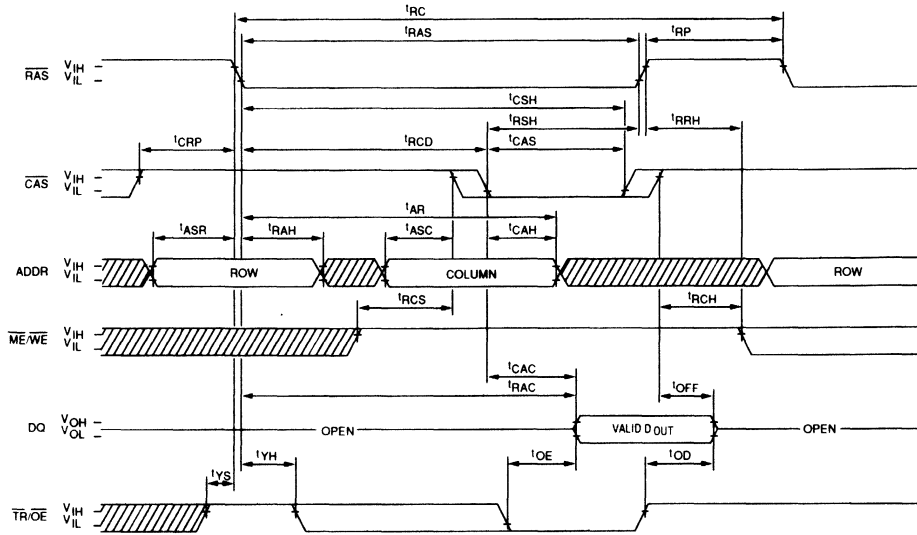 tRC
tRAS
tRP
RAS VIH
VIL
tCSH
tRSH
tRRH
tCRP
tRCD
tCAS
CAS VIH
VIL
tAR
tASR
tRAH
tASC
tCAH
ADDR VIH
VIL
ROW
COLUMN
ROW
tRCS
tRCH
ME/WE VIH
VIL
tCAC
tRAC
tOFF
DQ VOH
VOL
OPEN
VALID DOUT
OPEN
tYS
tYH
tOE
tOD
TR/OE VIH
VIL